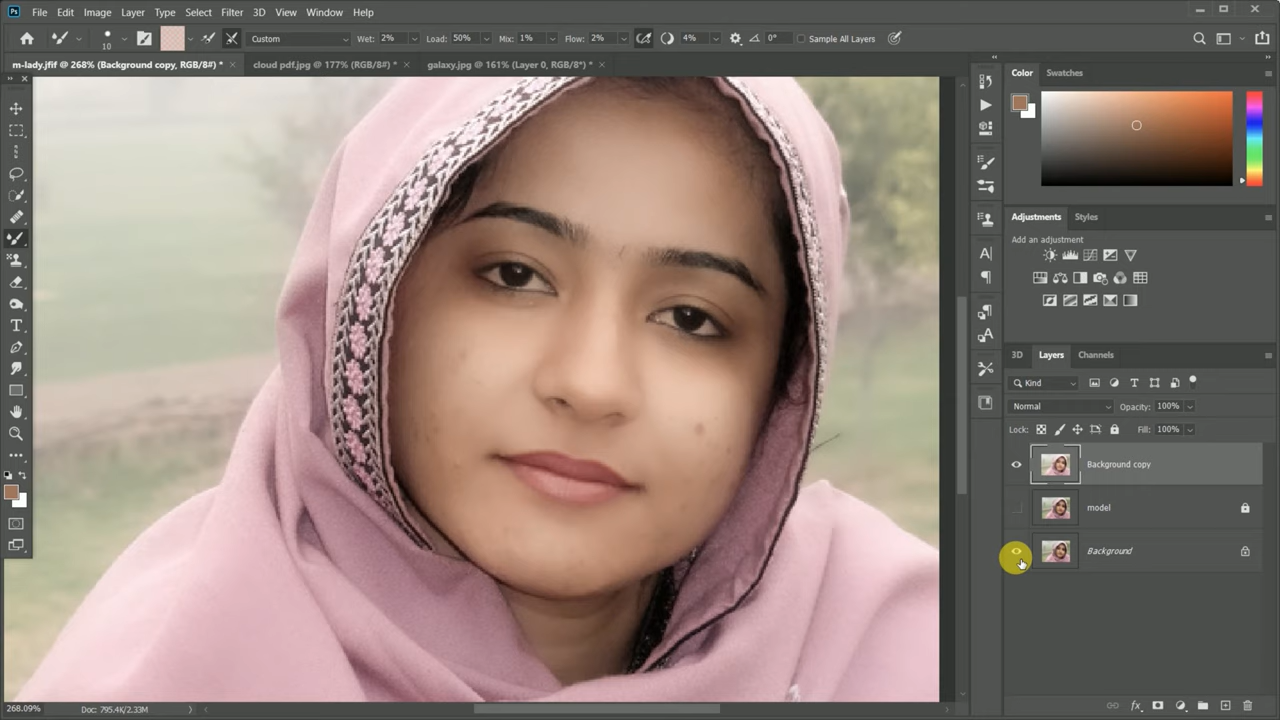 Ps File Edit Image Layer Type Select Filter 3D View Window Help
10 Custom Wet: 2% Load: 50% Mix: 1% Flow: 2% 4% 0° Sample All Layers
m-lady.jfif @ 268% (Background copy, RGB/8#) * cloud pdf.jpg @ 177% (RGB/8#) * galaxy.jpg @ 161% (Layer 0, RGB/8*) *
Color Swatches
Adjustments Styles
Add an adjustment
3D Layers Channels
Kind
Normal Opacity: 100%
Lock: Fill: 100%
Background copy
model
Background
268.09% Doc: 795.4K/2.33M